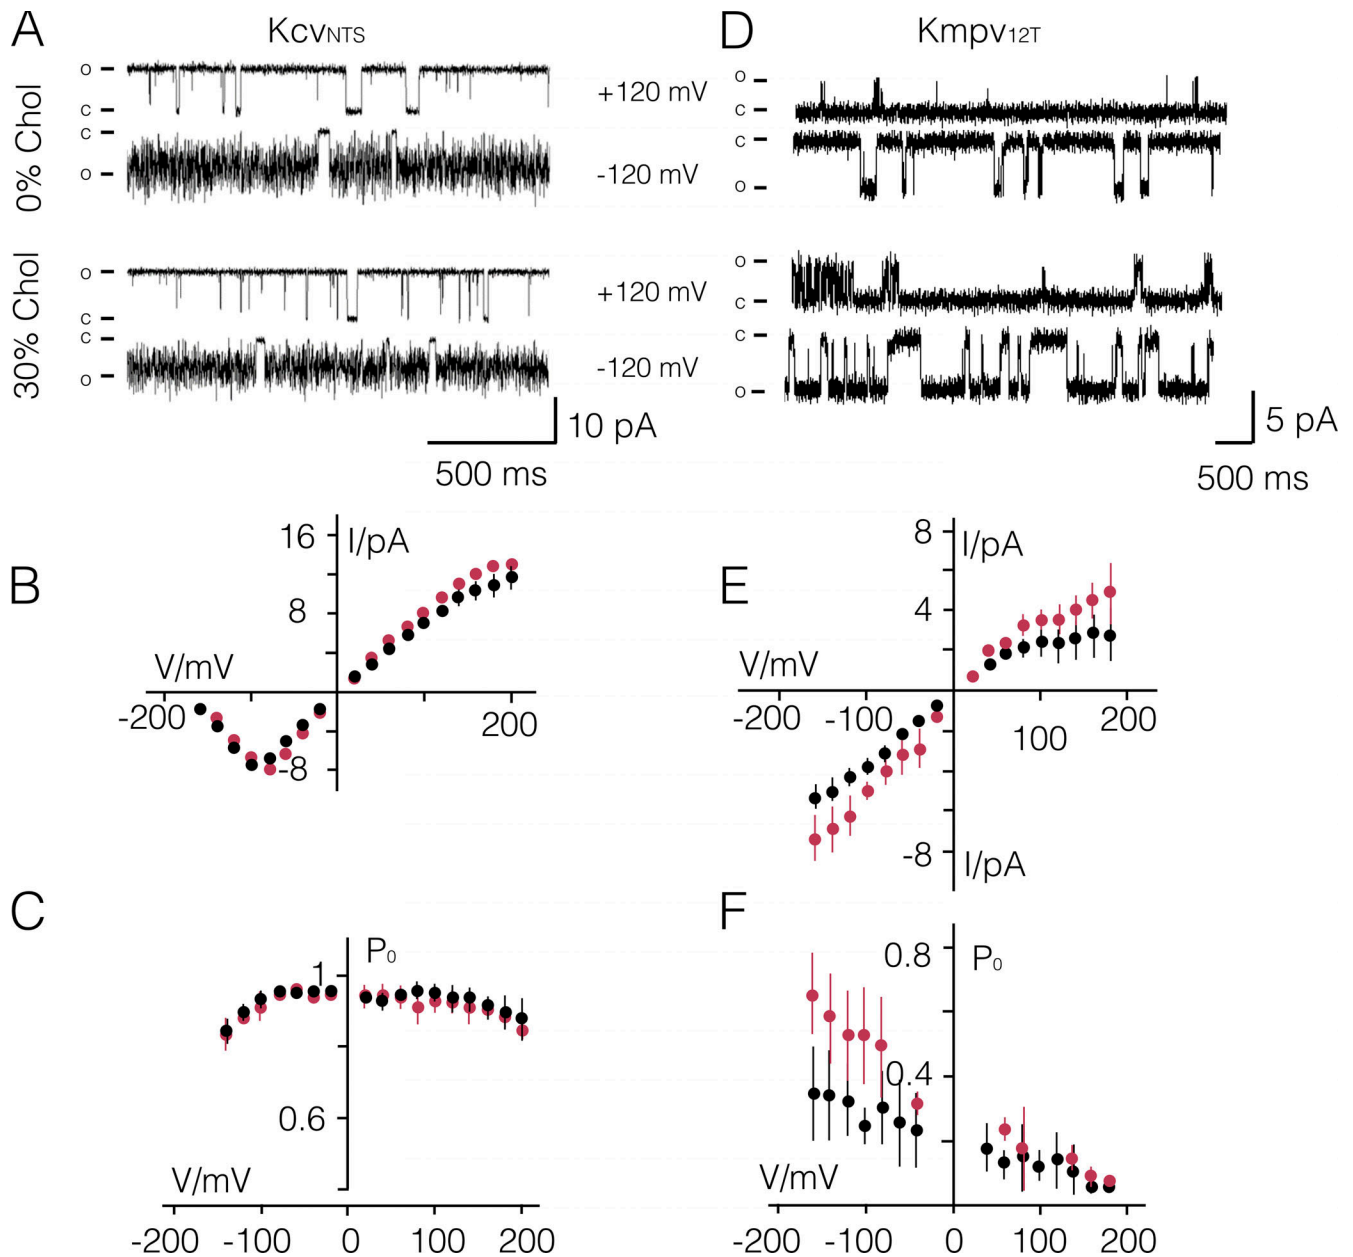 A
KcvNTS
D
Kmpv12T
0% Chol
O
C
C
O
+120 mV
-120 mV
O
C
C
O
30% Chol
O
C
C
O
+120 mV
-120 mV
O
C
C
O
10 pA
500 ms
5 pA
500 ms
B
16
I/pA
8
V/mV
-200
200
-8
E
8
I/pA
4
V/mV
-200
-100
100
200
-8
I/pA
C
P0
1
0.6
V/mV
-200
-100
0
100
200
F
0.8
P0
0.4
V/mV
-200
-100
0
100
200